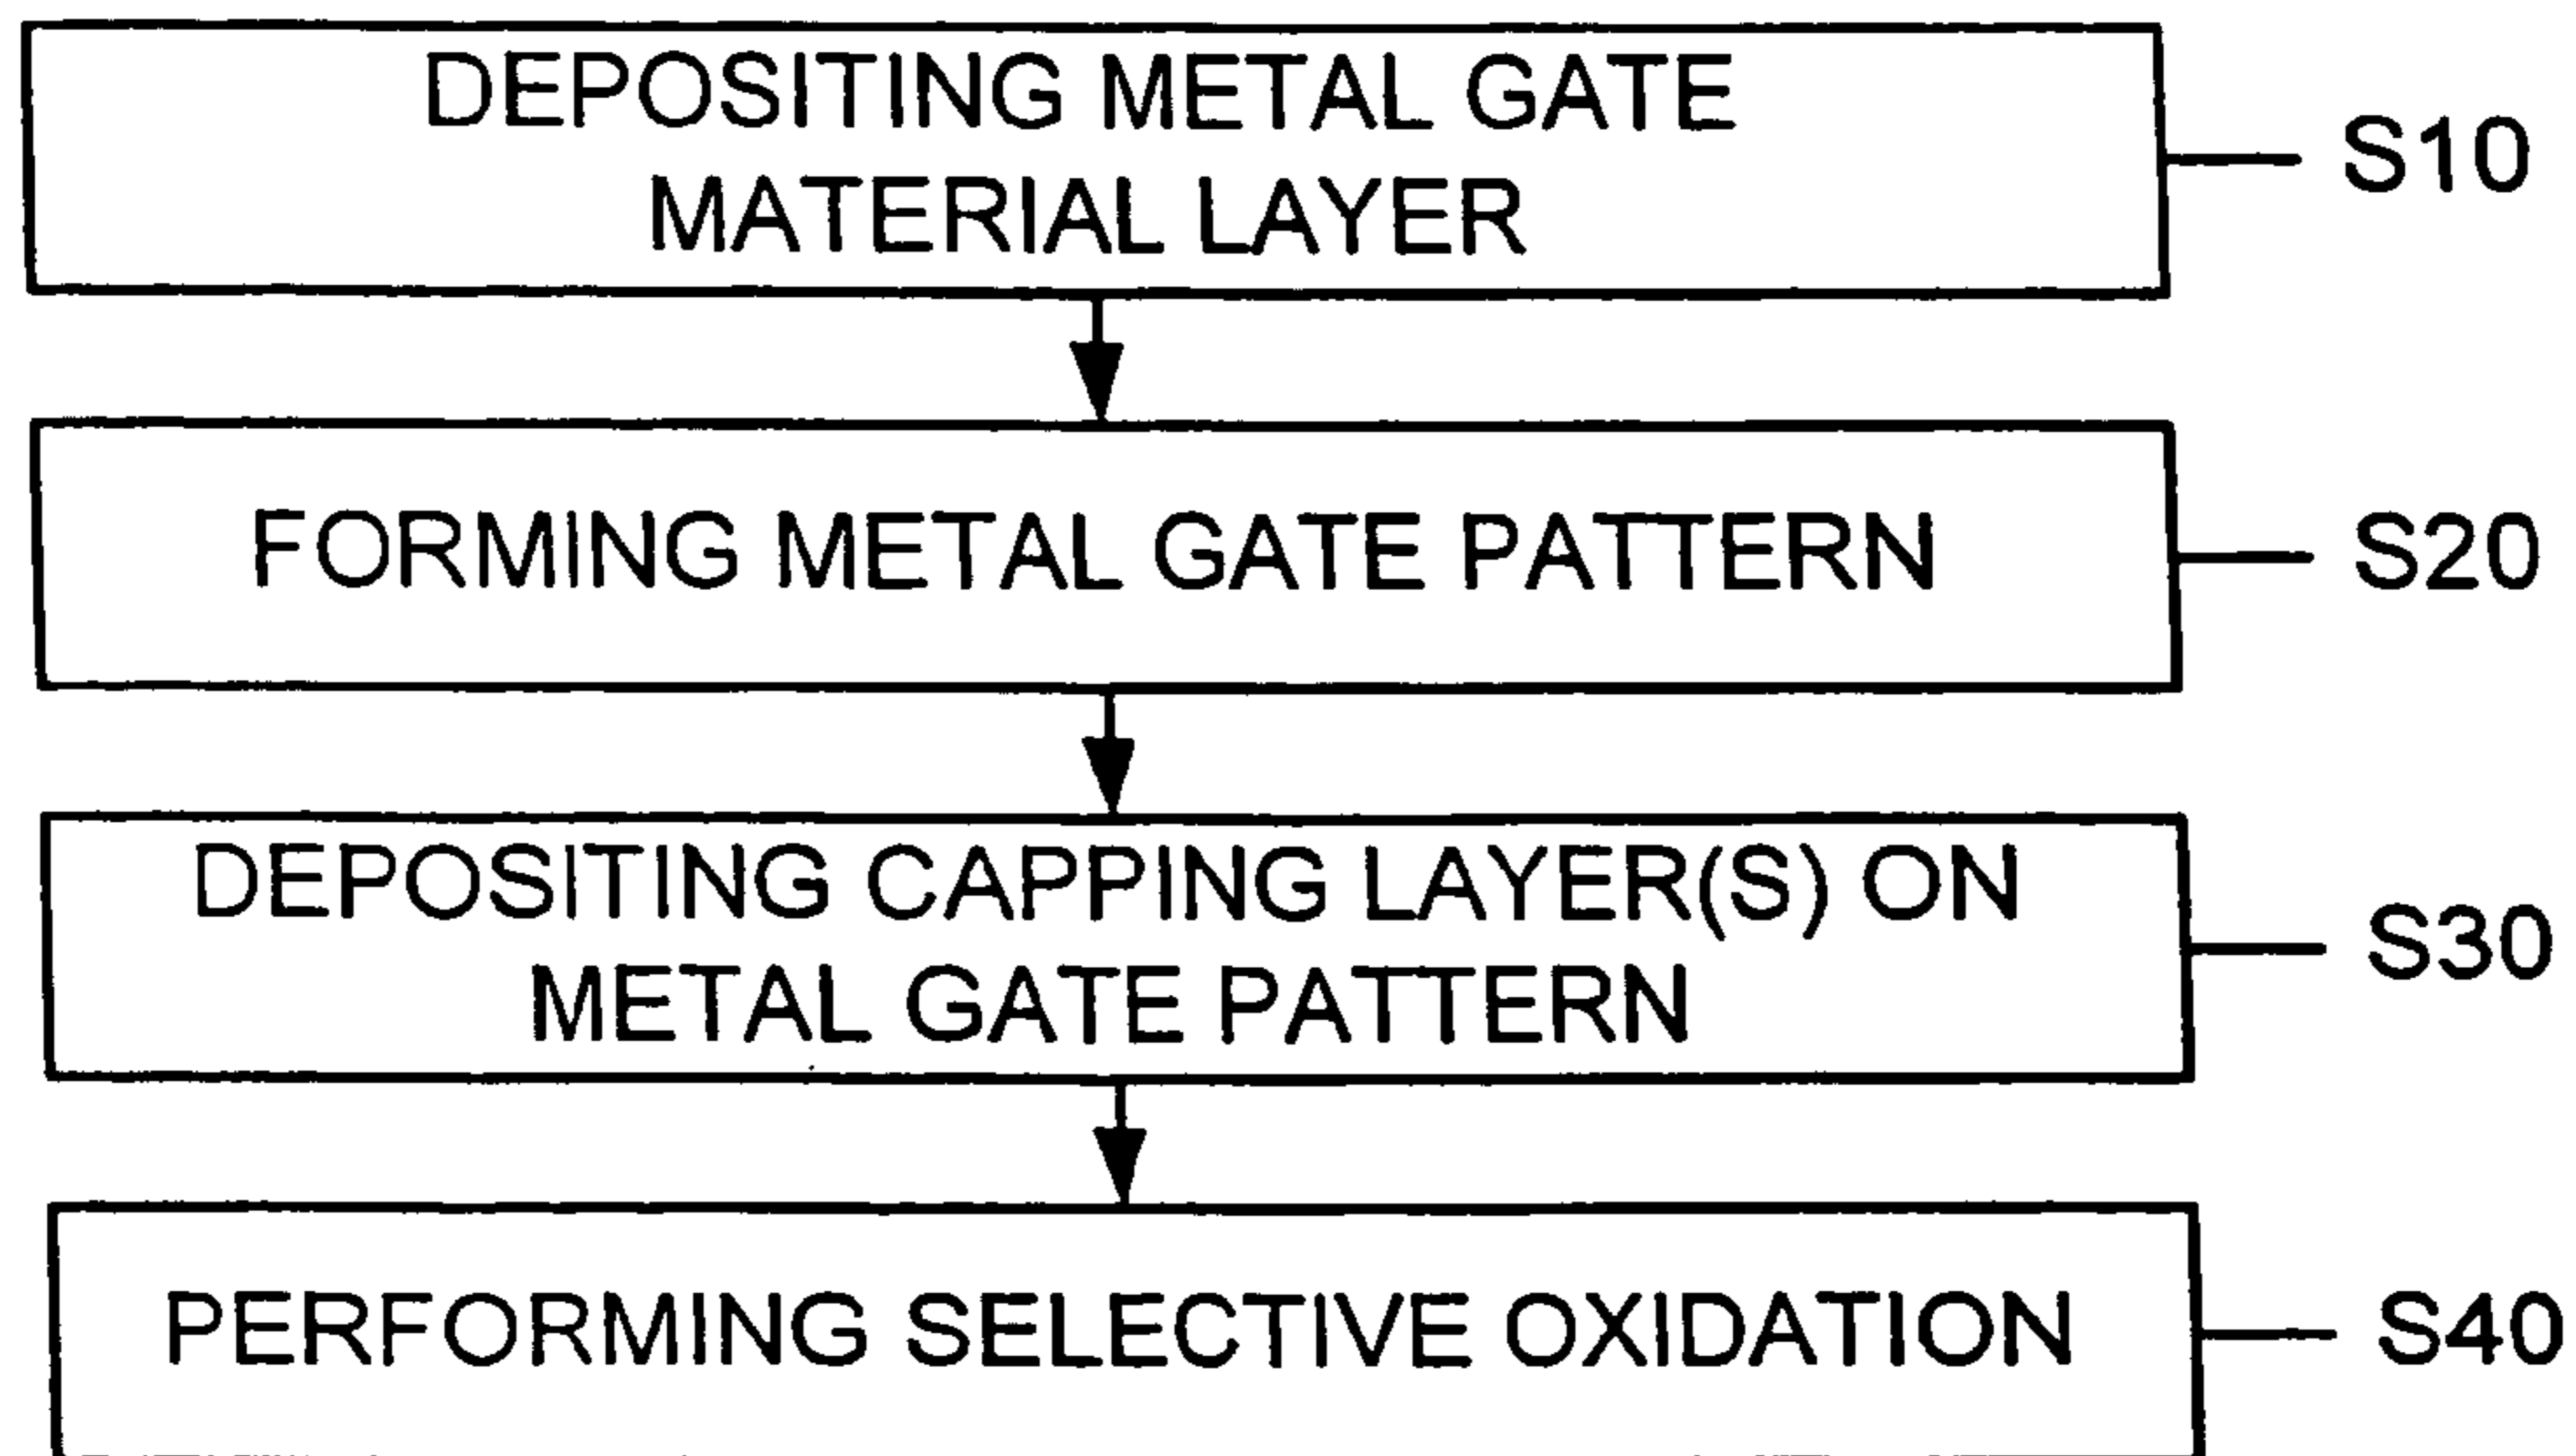 DEPOSITING METAL GATE
MATERIAL LAYER
S10
FORMING METAL GATE PATTERN
S20
DEPOSITING CAPPING LAYER(S) ON
METAL GATE PATTERN
S30
PERFORMING SELECTIVE OXIDATION
S40